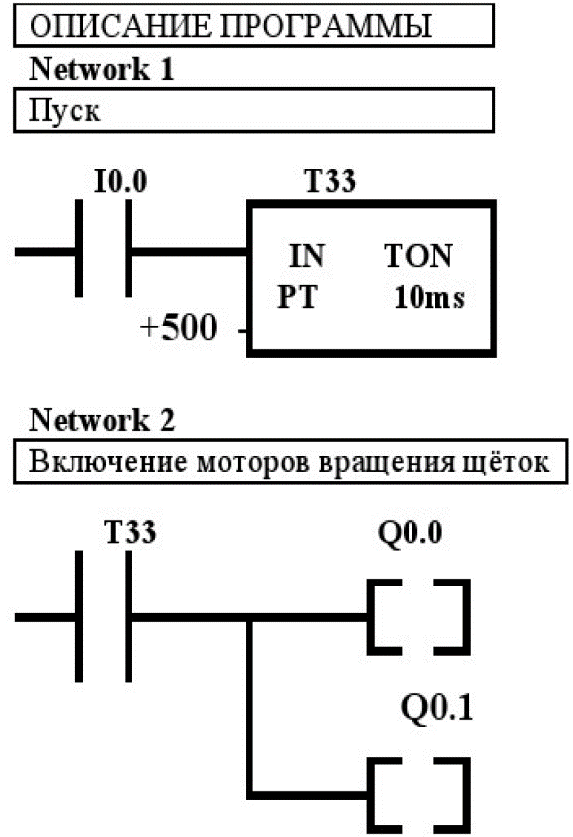 ОПИСАНИЕ ПРОГРАММЫ
Network 1
Пуск
I0.0 T33
IN TON
PT 10ms
+500
Network 2
Включение моторов вращения щёток
T33 Q0.0
Q0.1